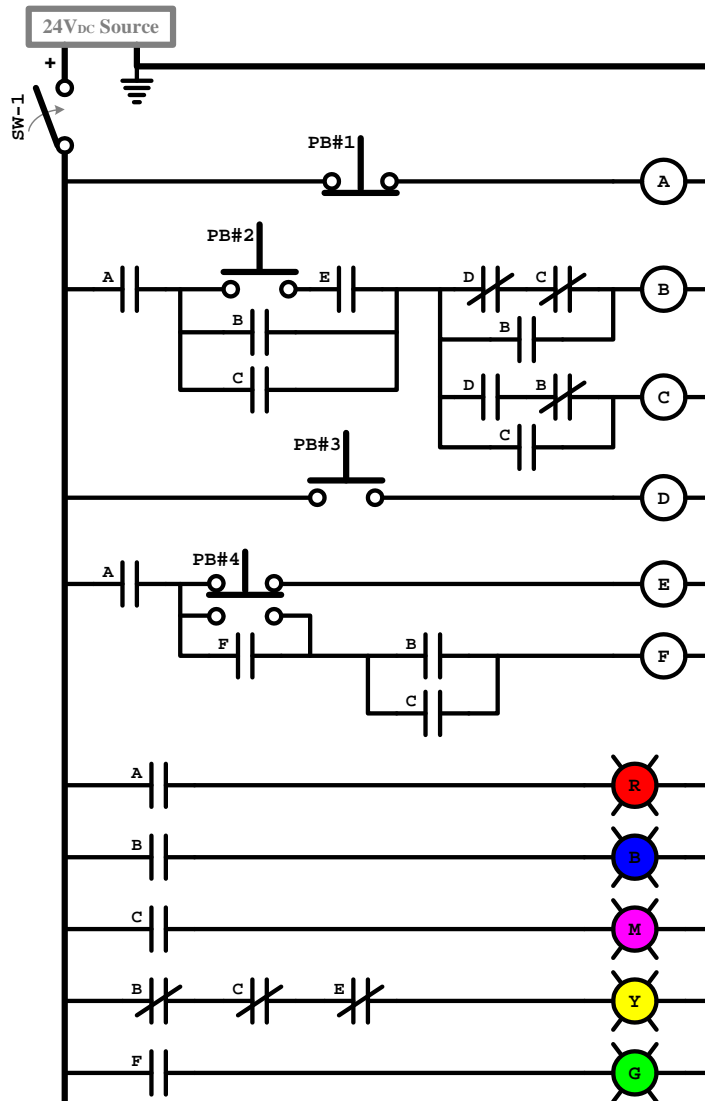 24VDC Source
+
SW-1
PB#1
A
PB#2
A E D C B
B B
C D B C
C
PB#3
D
PB#4
A E
F B F
C
A R
B B
C M
B C E Y
F G